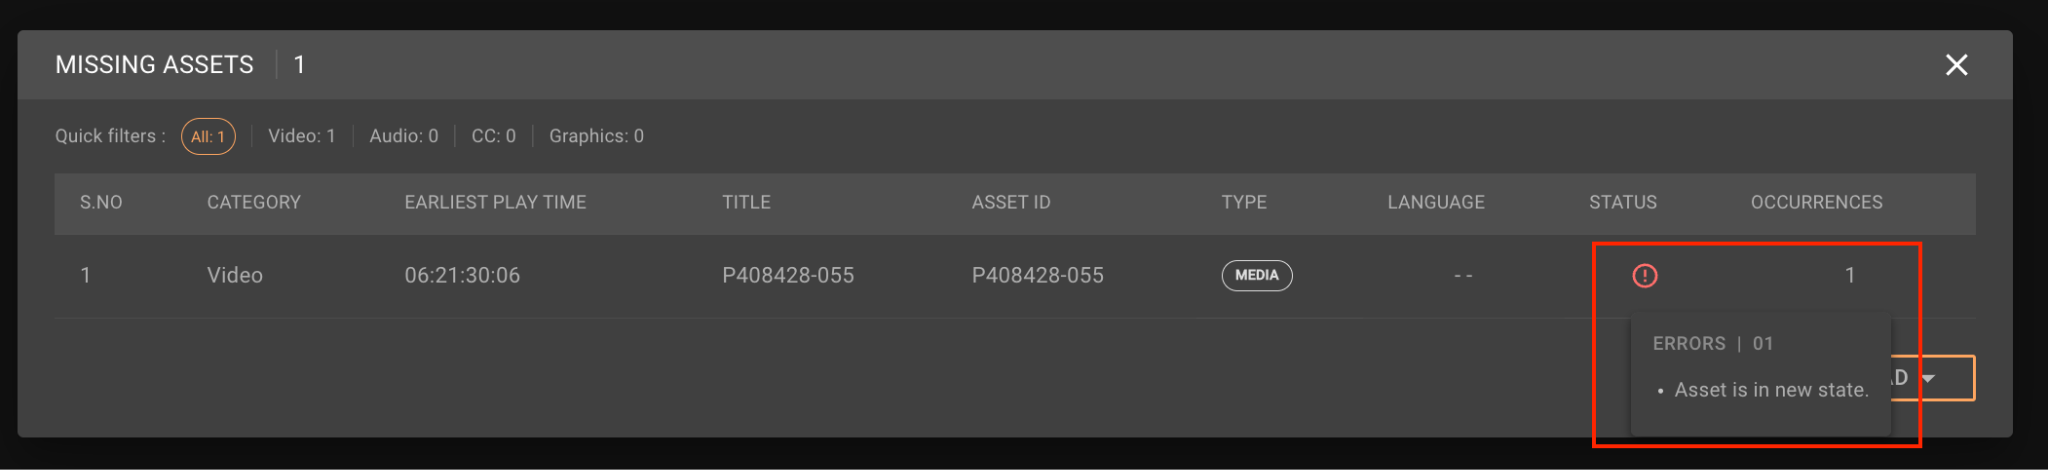 MISSING ASSETS | 1
Quick filters : All: 1 | Video: 1 | Audio: 0 | CC: 0 | Graphics: 0
S.NO CATEGORY EARLIEST PLAY TIME TITLE ASSET ID TYPE LANGUAGE STATUS OCCURRENCES
1 Video 06:21:30:06 P408428-055 P408428-055 MEDIA - - 1
ERRORS | 01
• Asset is in new state.